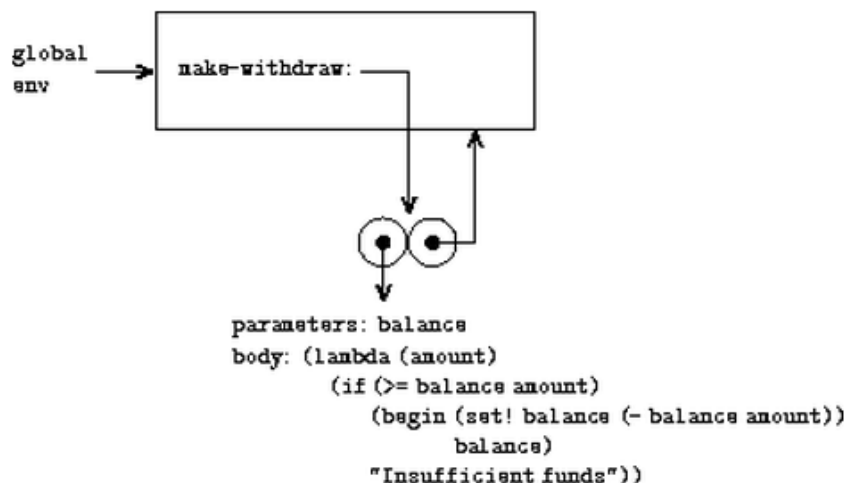 global
env
make-withdraw:
parameters: balance
body: (lambda (amount)
(if (>= balance amount)
(begin (set! balance (- balance amount))
balance)
"Insufficient funds"))